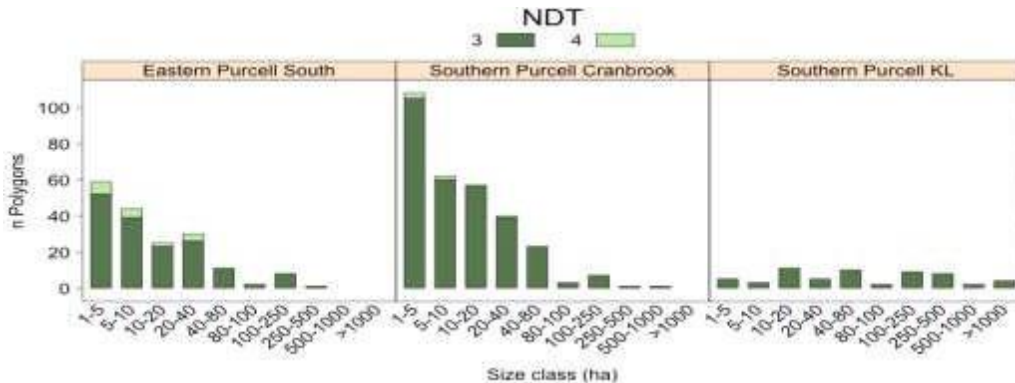 NDT
3 4
Eastern Purcell South Southern Purcell Cranbrook Southern Purcell KL
n Polygons
100
80
60
40
20
0
1-5 5-10 10-20 20-40 40-80 80-100 100-250 250-500 500-1000 >1000 1-5 5-10 10-20 20-40 40-80 80-100 100-250 250-500 500-1000 >1000 1-5 5-10 10-20 20-40 40-80 80-100 100-250 250-500 500-1000 >1000
Size class (ha)